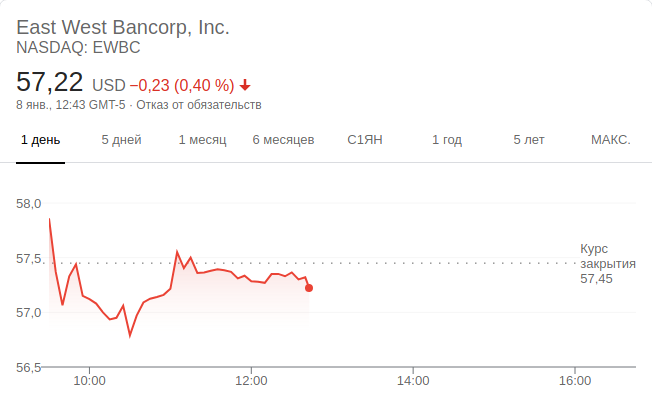 East West Bancorp, Inc.
NASDAQ: EWBC
57,22 USD −0,23 (0,40 %)
8 янв., 12:43 GMT-5 · Отказ от обязательств
1 день 5 дней 1 месяц 6 месяцев С1ЯН 1 год 5 лет МАКС.
58,0
57,5
57,0
56,5
Курс
закрытия
57,45
10:00 12:00 14:00 16:00